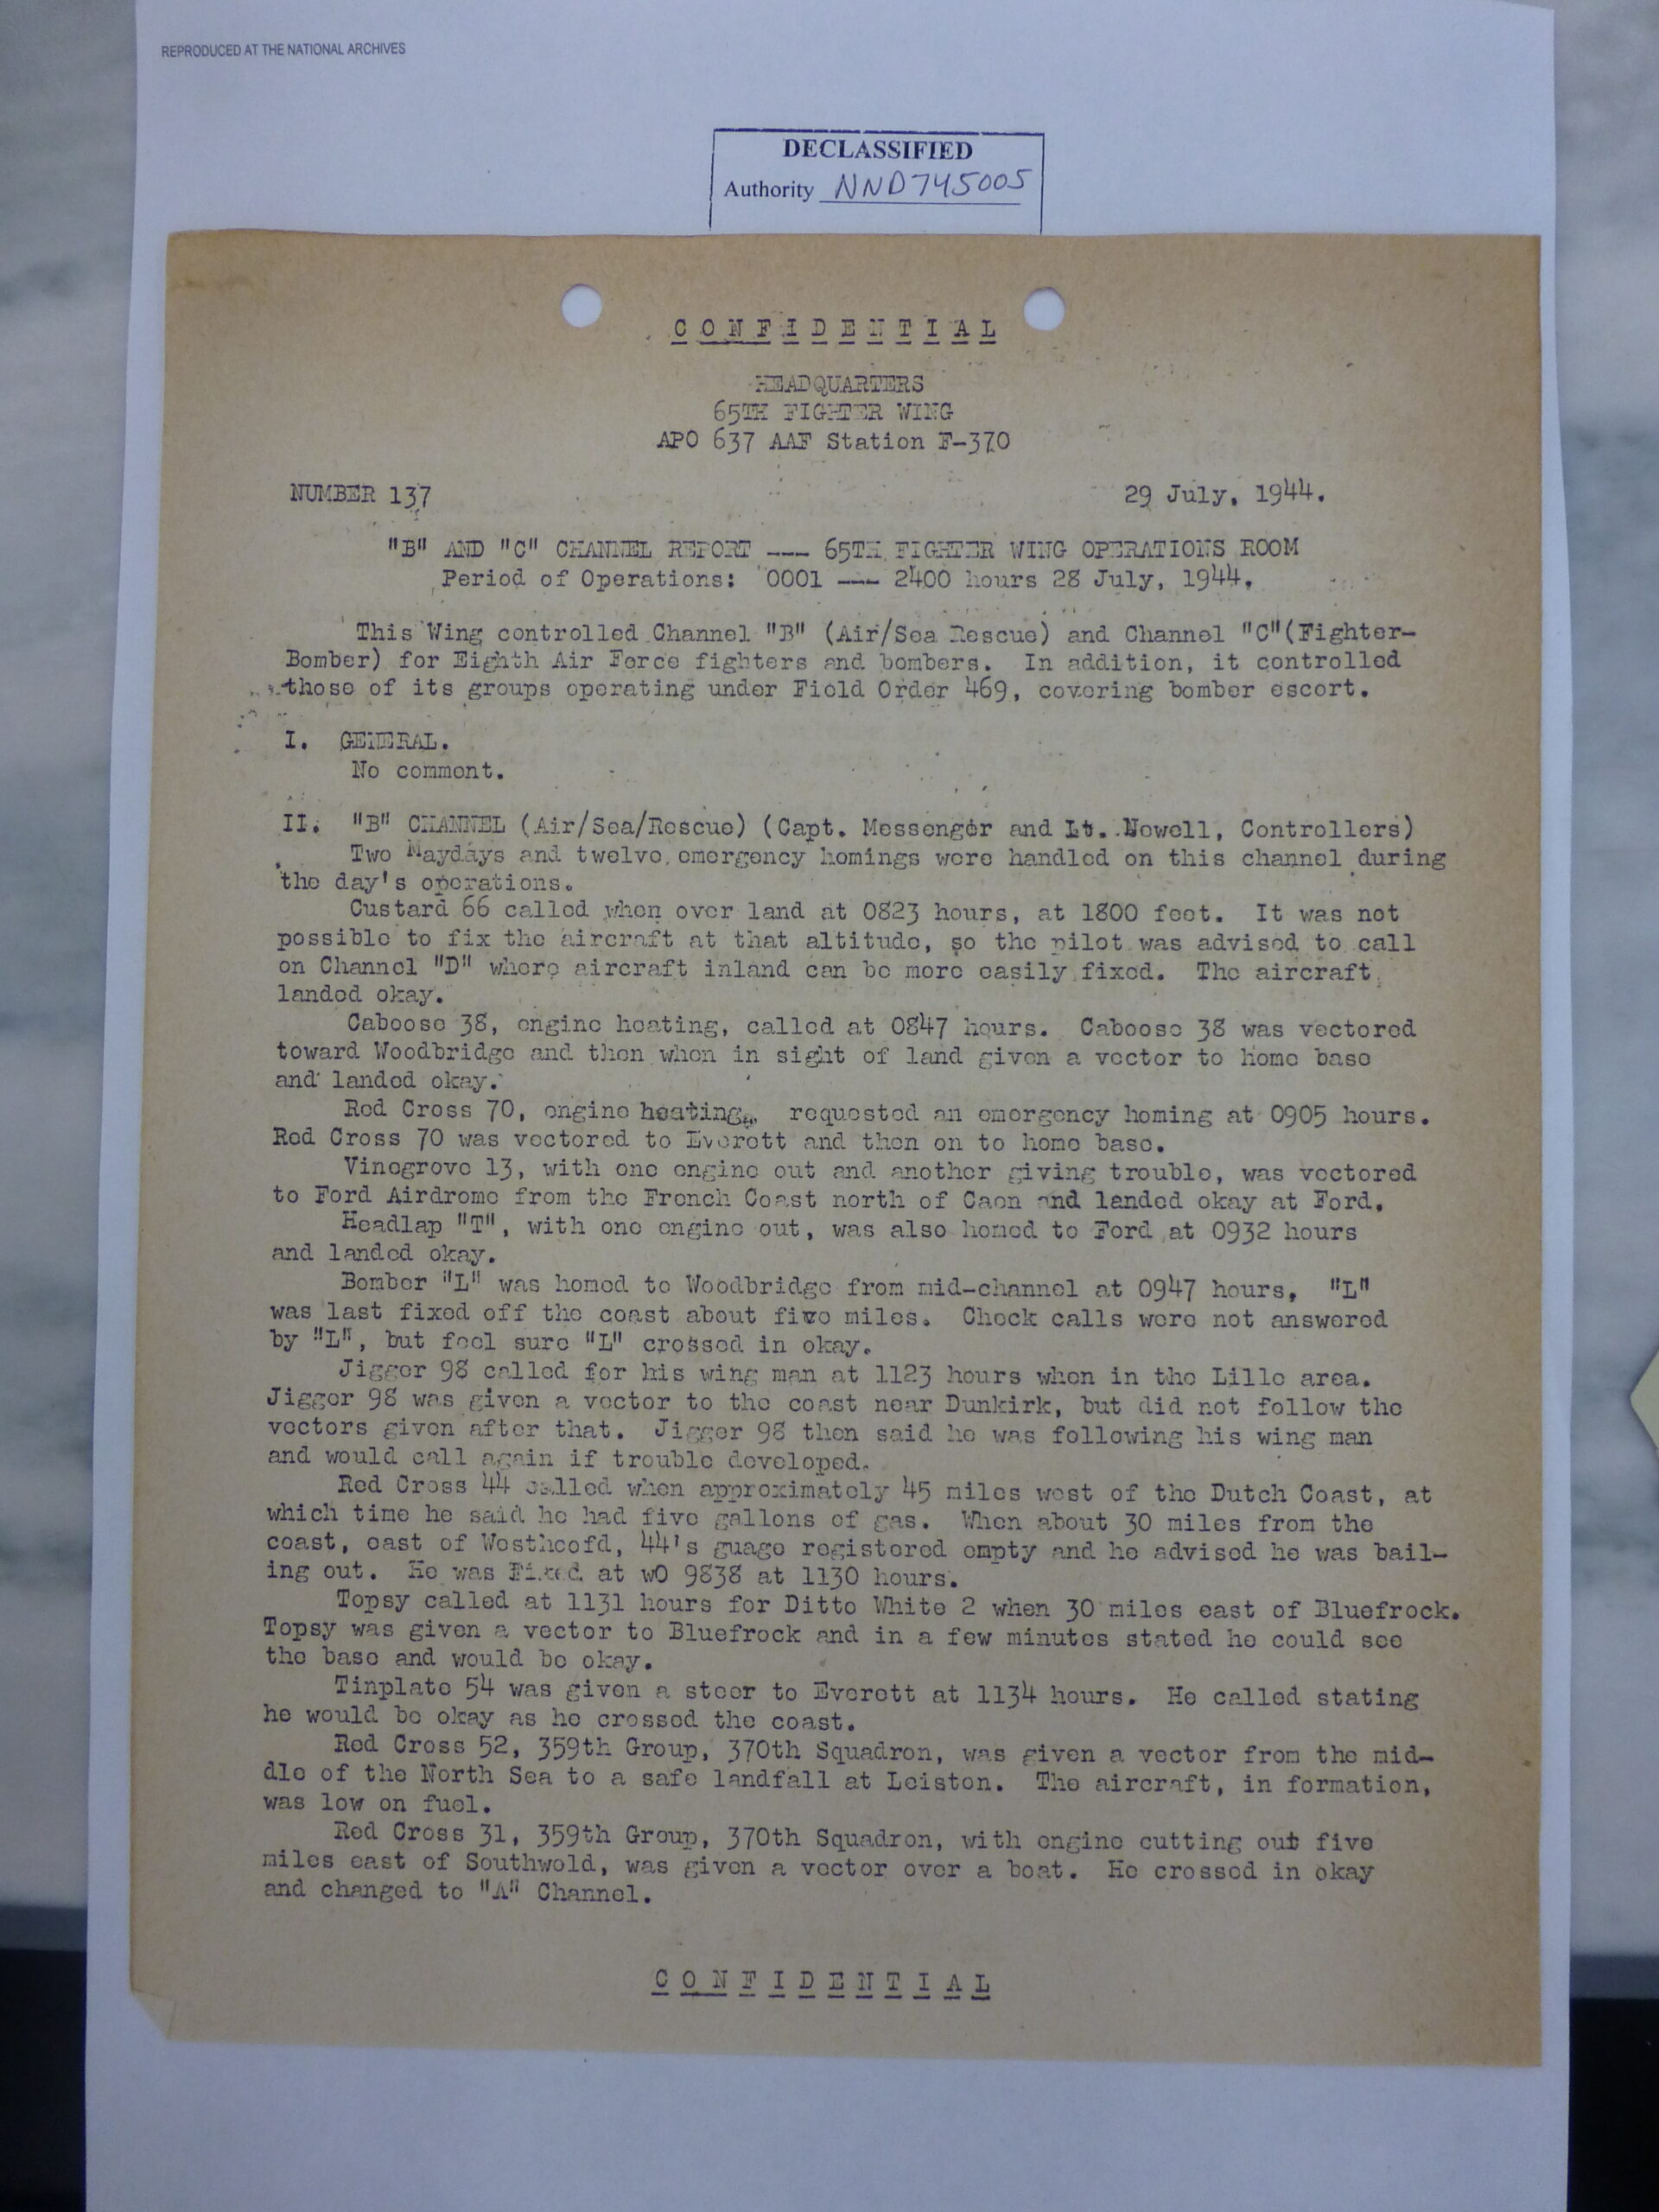 REPRODUCED AT THE NATIONAL ARCHIVES
DECLASSIFIED
Authority NND745005
C O N F I D E N T I A L
HEADQUARTERS
65TH FIGHTER WING
APO 637 AAF Station F-370
NUMBER 137
29 July, 1944.
"B" AND "C" CHANNEL REPORT --- 65TH FIGHTER WING OPERATIONS ROOM
Period of Operations: 0001 --- 2400 hours 28 July, 1944.
This Wing controlled Channel "B" (Air/Sea Rescue) and Channel "C"(Fighter-
Bomber) for Eighth Air Force fighters and bombers. In addition, it controlled
those of its groups operating under Field Order 469, covering bomber escort.
I. GENERAL.
No comment.
II. "B" CHANNEL (Air/Sea/Rescue) (Capt. Messenger and Lt. Nowell, Controllers)
Two Maydays and twelve emergency homings were handled on this channel during
the day's operations.
Custard 66 called when over land at 0823 hours, at 1800 feet. It was not
possible to fix the aircraft at that altitude, so the pilot was advised to call
on Channel "D" where aircraft inland can be more easily fixed. The aircraft
landed okay.
Caboose 38, engine heating, called at 0847 hours. Caboose 38 was vectored
toward Woodbridge and then when in sight of land given a vector to home base
and landed okay.
Red Cross 70, engine heating, requested an emergency homing at 0905 hours.
Red Cross 70 was vectored to Everett and then on to home base.
Vinegrove 13, with one engine out and another giving trouble, was vectored
to Ford Airdrome from the French Coast north of Caen and landed okay at Ford.
Headlap "T", with one engine out, was also homed to Ford at 0932 hours
and landed okay.
Bomber "L" was homed to Woodbridge from mid-channel at 0947 hours, "L"
was last fixed off the coast about five miles. Check calls were not answered
by "L", but feel sure "L" crossed in okay.
Jigger 98 called for his wing man at 1123 hours when in the Lille area.
Jigger 98 was given a vector to the coast near Dunkirk, but did not follow the
vectors given after that. Jigger 98 then said he was following his wing man
and would call again if trouble developed.
Red Cross 44 called when approximately 45 miles west of the Dutch Coast, at
which time he said he had five gallons of gas. When about 30 miles from the
coast, east of Westhoofd, 44's guage registered empty and he advised he was bail-
ing out. He was Fixed at wO 9838 at 1130 hours.
Topsy called at 1131 hours for Ditto White 2 when 30 miles east of Bluefrock.
Topsy was given a vector to Bluefrock and in a few minutes stated he could see
the base and would be okay.
Tinplate 54 was given a steer to Everett at 1134 hours. He called stating
he would be okay as he crossed the coast.
Red Cross 52, 359th Group, 370th Squadron, was given a vector from the mid-
dle of the North Sea to a safe landfall at Leiston. The aircraft, in formation,
was low on fuel.
Red Cross 31, 359th Group, 370th Squadron, with engine cutting out five
miles east of Southwold, was given a vector over a boat. He crossed in okay
and changed to "A" Channel.
C O N F I D E N T I A L